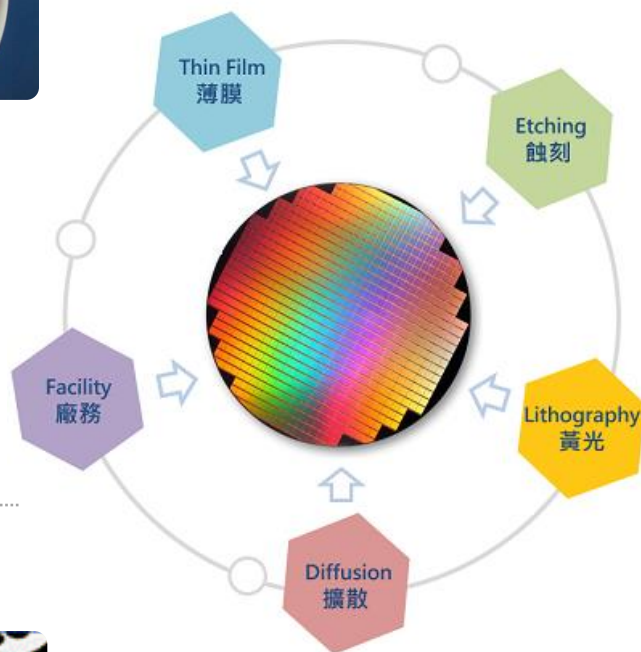 Thin Film
薄膜
Etching
蝕刻
Facility
廠務
Lithography
黃光
Diffusion
擴散